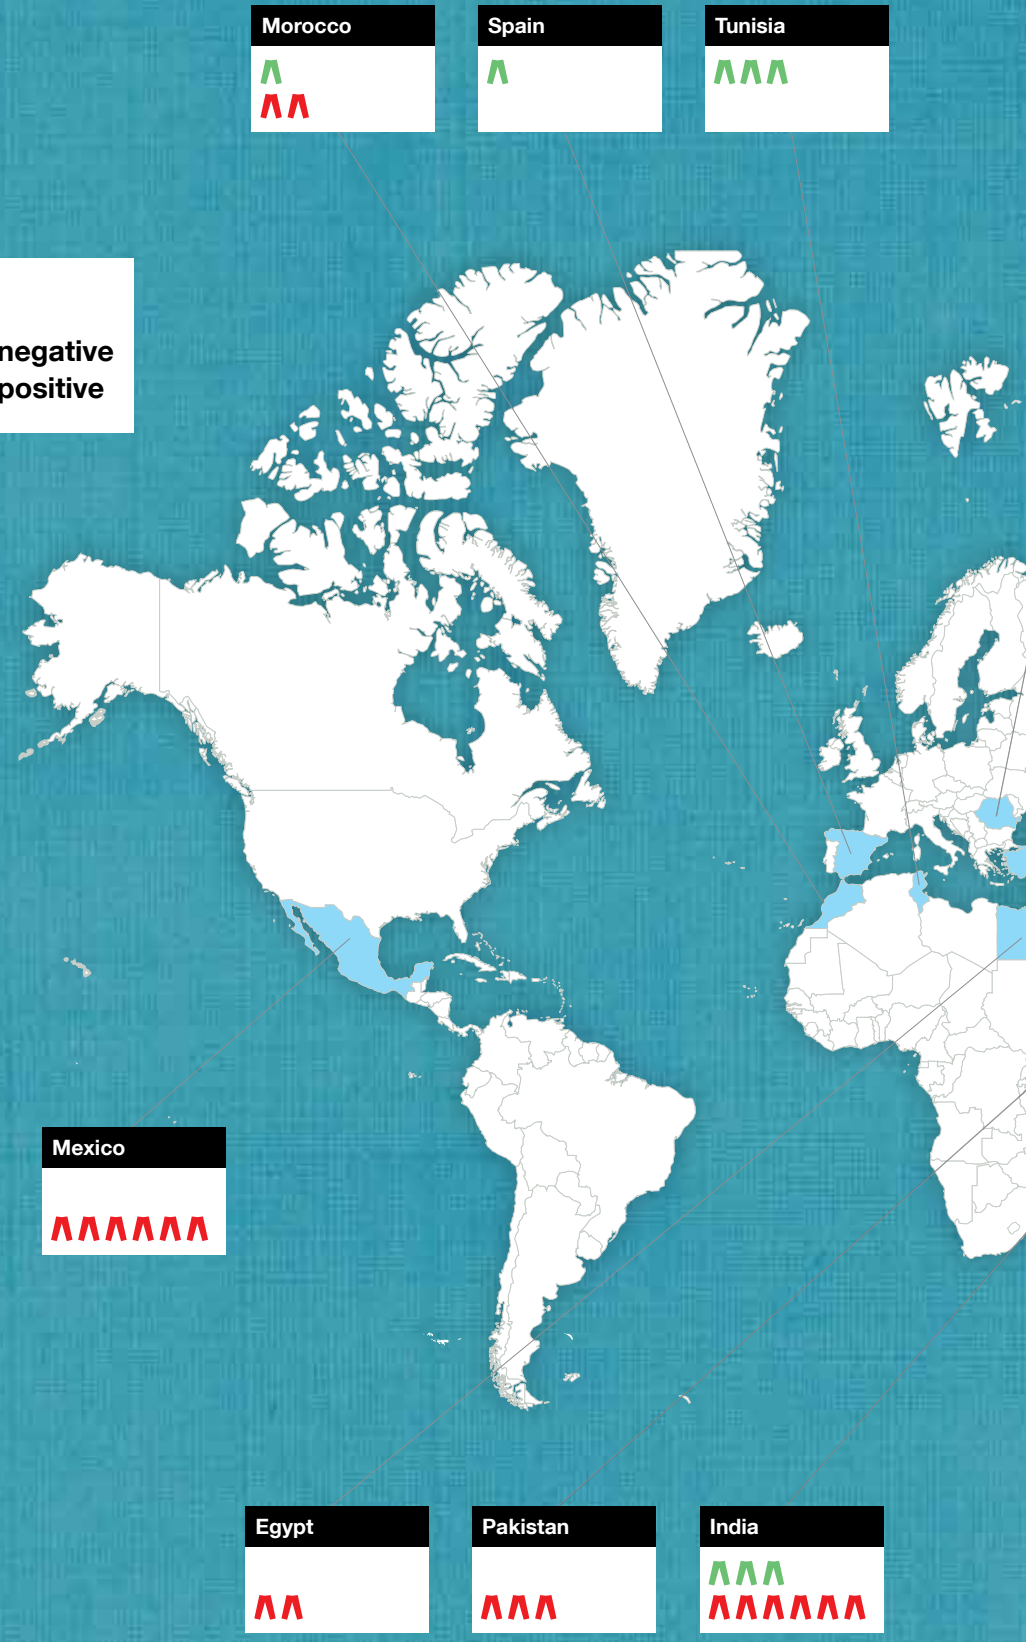 Morocco
Spain
Tunisia
negative
positive
Mexico
Egypt
Pakistan
India